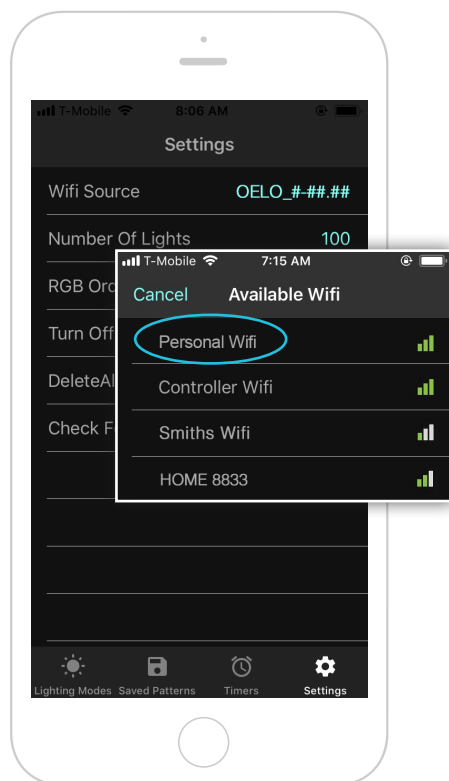 T-Mobile 8:06 AM
Settings
Wifi Source OELO_#-##.##
Number Of Lights 100
RGB Ord
Turn Off
DeleteAl
Check F
T-Mobile 7:15 AM
Cancel Available Wifi
Personal Wifi
Controller Wifi
Smiths Wifi
HOME 8833
Lighting Modes Saved Patterns Timers Settings